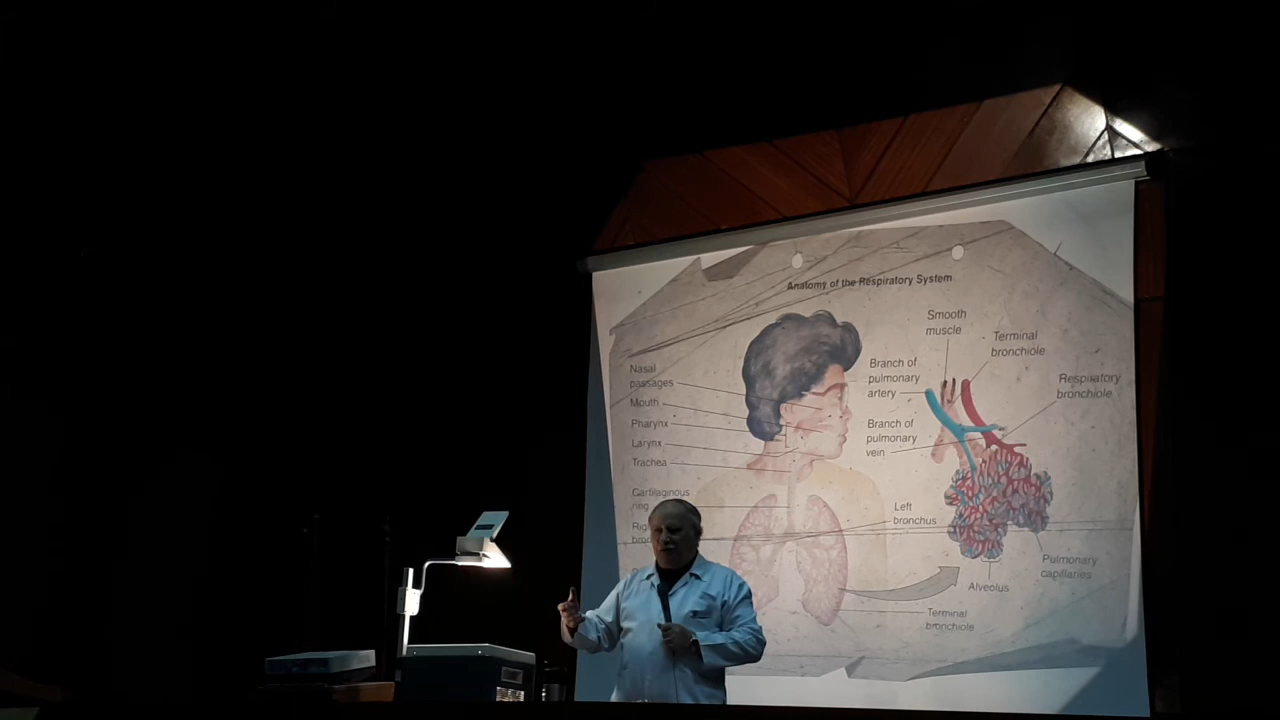 Anatomy of the Respiratory System
Nasal
passages
Mouth
Pharynx
Larynx
Trachea
Cartilaginous
ring
Smooth
muscle
Terminal
bronchiole
Branch of
pulmonary
artery
Respiratory
bronchiole
Branch of
pulmonary
vein
Left
bronchus
Pulmonary
capillaries
Alveolus
Terminal
bronchiole